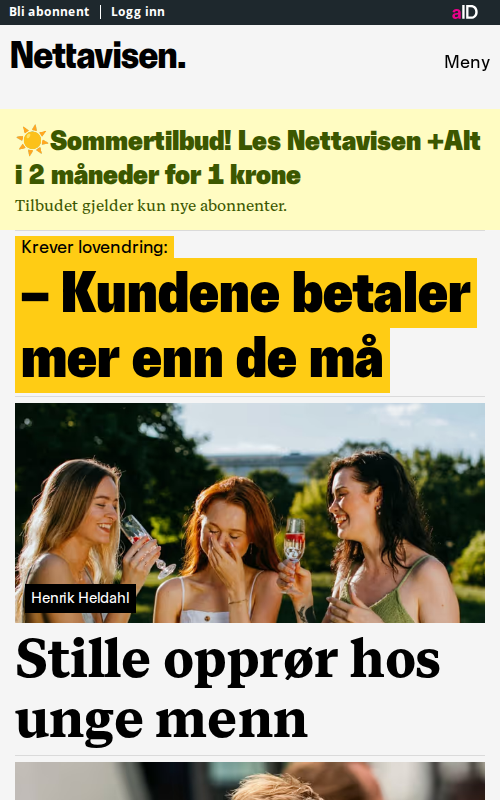 Bli abonnent | Logg inn
aID
Nettavisen.
Meny
☀️Sommertilbud! Les Nettavisen +Alt
i 2 måneder for 1 krone
Tilbudet gjelder kun nye abonnenter.
Krever lovendring:
– Kundene betaler
mer enn de må
Henrik Heldahl
Stille opprør hos
unge menn